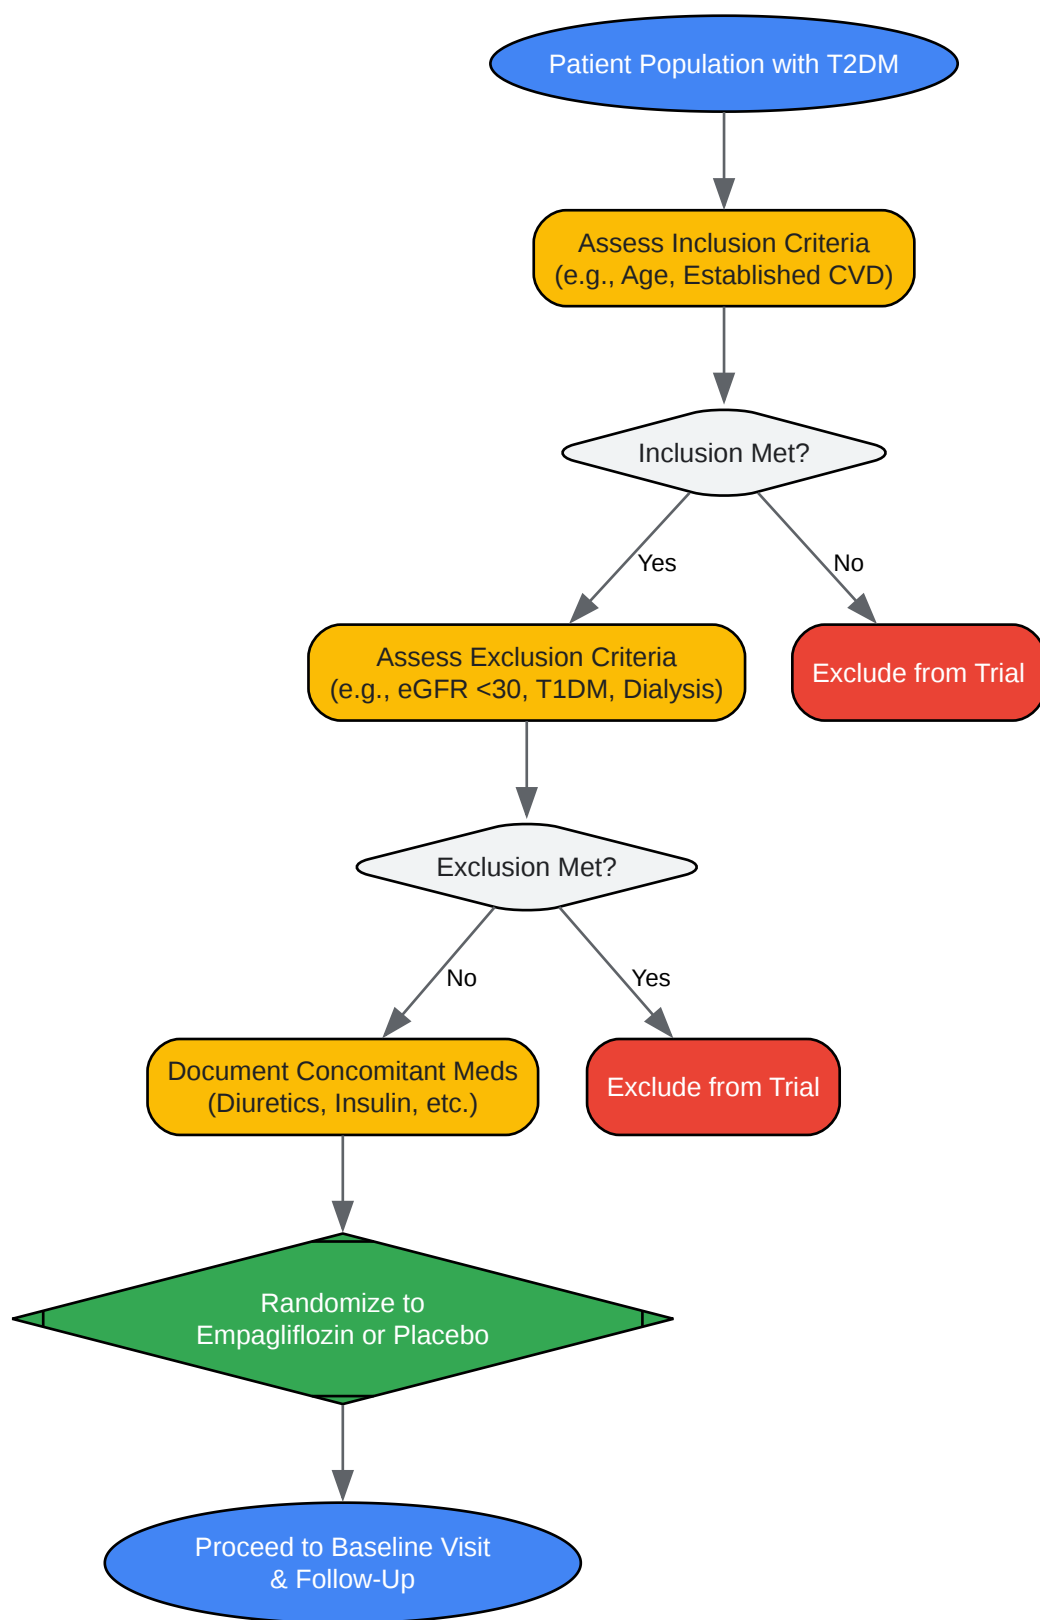 Patient Population with T2DM
Assess Inclusion Criteria
(e.g., Age, Established CVD)
Inclusion Met?
Yes
No
Assess Exclusion Criteria
(e.g., eGFR <30, T1DM, Dialysis)
Exclude from Trial
Exclusion Met?
No
Yes
Document Concomitant Meds
(Diuretics, Insulin, etc.)
Exclude from Trial
Randomize to
Empagliflozin or Placebo
Proceed to Baseline Visit
& Follow-Up